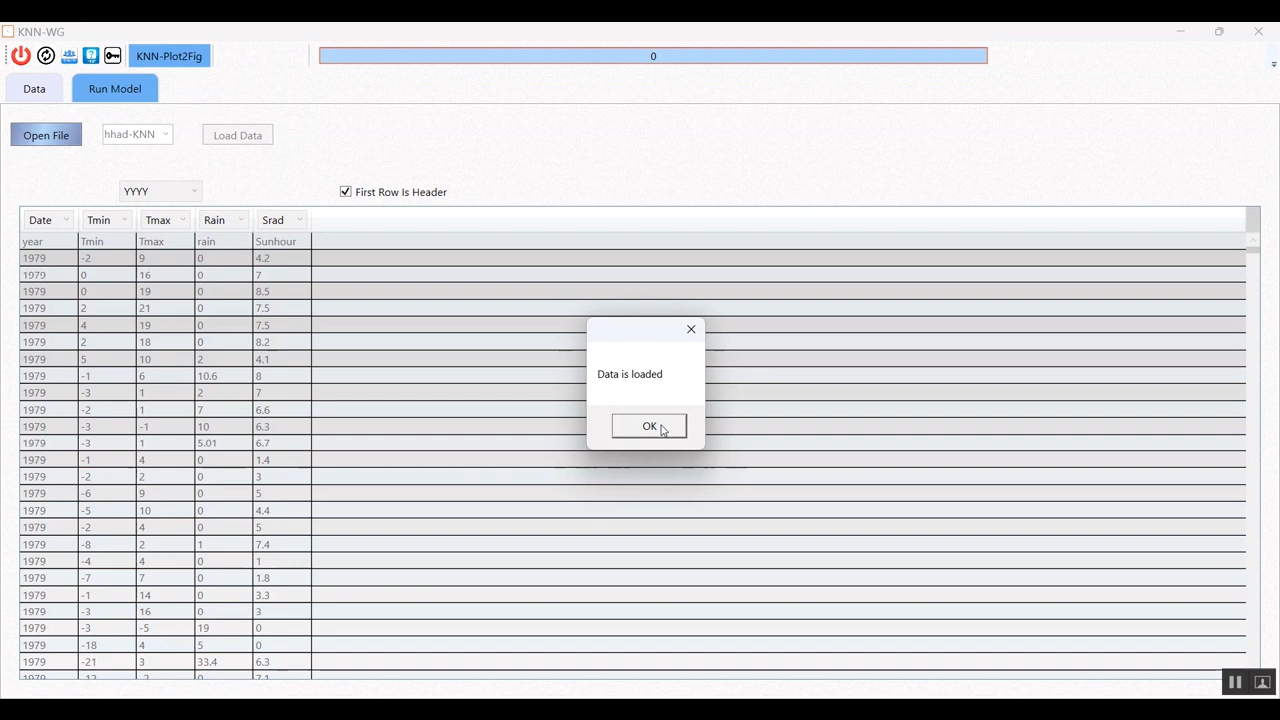 KNN-WG
KNN-Plot2Fig
0
Data
Run Model
Open File
hhad-KNN
Load Data
YYYY
First Row Is Header
Date Tmin Tmax Rain Srad
year Tmin Tmax rain Sunhour
1979 -2 9 0 4.2
1979 0 16 0 7
1979 0 19 0 8.5
1979 2 21 0 7.5
1979 4 19 0 7.5
1979 2 18 0 8.2
1979 5 10 2 4.1
1979 -1 6 10.6 8
1979 -3 1 2 7
1979 -2 1 7 6.6
1979 -3 -1 10 6.3
1979 -3 1 5.01 6.7
1979 -1 4 0 1.4
1979 -2 2 0 3
1979 -6 9 0 5
1979 -5 10 0 4.4
1979 -2 4 0 5
1979 -8 2 1 7.4
1979 -4 4 0 1
1979 -7 7 0 1.8
1979 -1 14 0 3.3
1979 -3 16 0 3
1979 -3 -5 19 0
1979 -18 4 5 0
1979 -21 3 33.4 6.3
1979 -12 -2 0 7.1
Data is loaded
OK